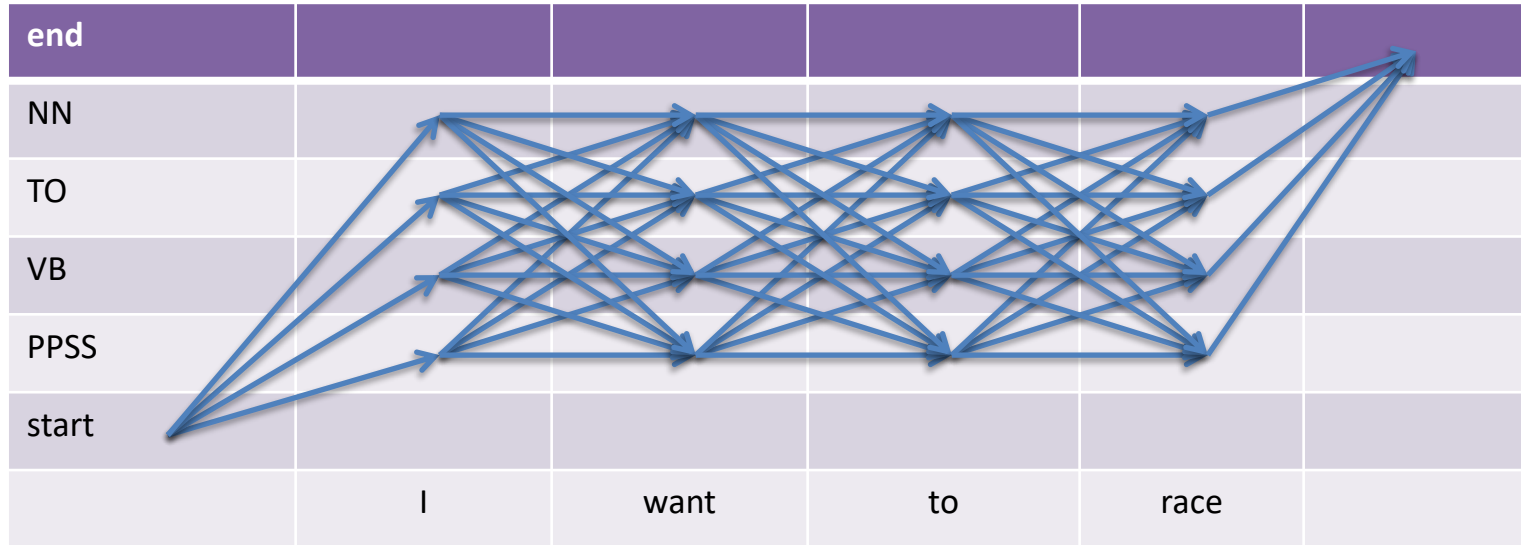 end
NN
TO
VB
PPSS
start
I want to race